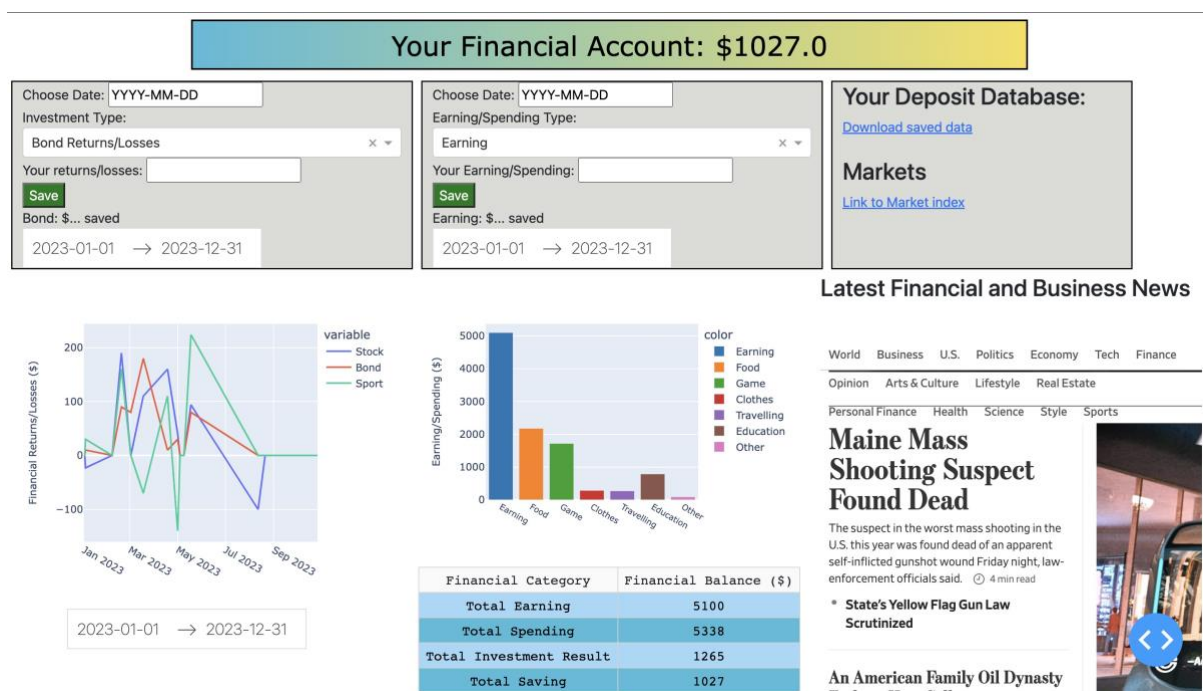 Your Financial Account: $1027.0
Choose Date: YYYY-MM-DD
Investment Type:
Bond Returns/Losses
Your returns/losses:
Save
Bond: $... saved
2023-01-01 → 2023-12-31
Choose Date: YYYY-MM-DD
Earning/Spending Type:
Earning
Your Earning/Spending:
Save
Earning: $... saved
2023-01-01 → 2023-12-31
Your Deposit Database:
Download saved data
Markets
Link to Market index
Financial Returns/Losses ($)
200
100
0
−100
Jan 2023
Mar 2023
May 2023
Jul 2023
Sep 2023
variable
Stock
Bond
Sport
2023-01-01 → 2023-12-31
Earning/Spending ($)
5000
4000
3000
2000
1000
0
Earning
Food
Game
Clothes
Travelling
Education
Other
color
Earning
Food
Game
Clothes
Travelling
Education
Other
Financial Category Financial Balance ($)
Total Earning 5100
Total Spending 5338
Total Investment Result 1265
Total Saving 1027
Latest Financial and Business News
World Business U.S. Politics Economy Tech Finance
Opinion Arts & Culture Lifestyle Real Estate
Personal Finance Health Science Style Sports
Maine Mass
Shooting Suspect
Found Dead
The suspect in the worst mass shooting in the
U.S. this year was found dead of an apparent
self-inflicted gunshot wound Friday night, law-
enforcement officials said. 4 min read
State's Yellow Flag Gun Law
Scrutinized
An American Family Oil Dynasty